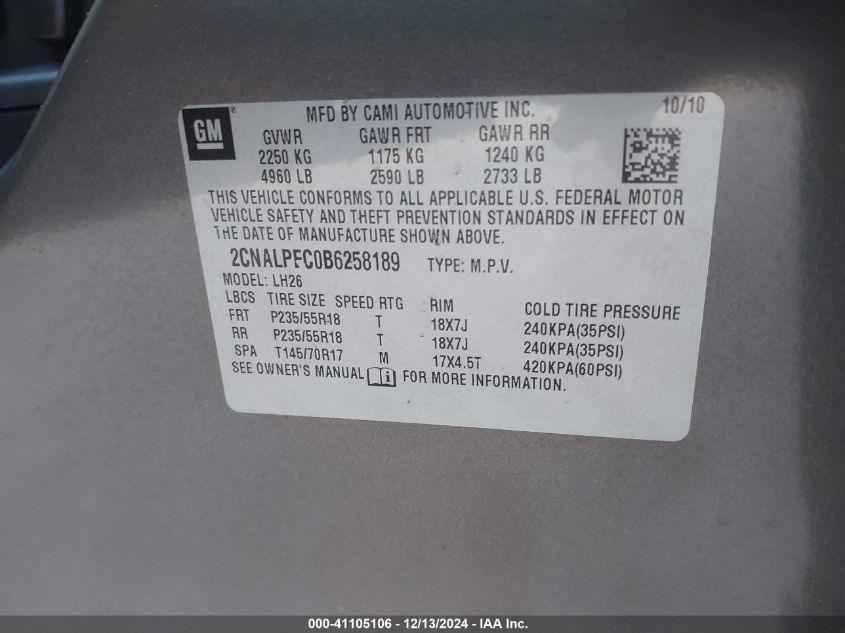 GM MFD BY CAMI AUTOMOTIVE INC. 10/10
GVWR GAWR FRT GAWR RR
2250 KG 1175 KG 1240 KG
4960 LB 2590 LB 2733 LB
THIS VEHICLE CONFORMS TO ALL APPLICABLE U.S. FEDERAL MOTOR
VEHICLE SAFETY AND THEFT PREVENTION STANDARDS IN EFFECT ON
THE DATE OF MANUFACTURE SHOWN ABOVE.
2CNALPFC0B6258189 TYPE: M.P.V.
MODEL: LH26
LBCS TIRE SIZE SPEED RTG RIM COLD TIRE PRESSURE
FRT P235/55R18 T 18X7J 240KPA(35PSI)
RR P235/55R18 T 18X7J 240KPA(35PSI)
SPA T145/70R17 M 17X4.5T 420KPA(60PSI)
SEE OWNER'S MANUAL FOR MORE INFORMATION.
000-41105106 - 12/13/2024 - IAA Inc.